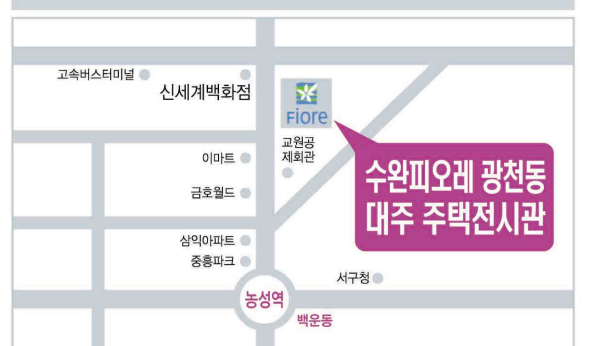 고속버스터미널
신세계백화점
Fiore
교원공
제회관
수완피오레 광천동
대주 주택전시관
이마트
금호월드
삼익아파트
중흥파크
서구청
농성역
백운동